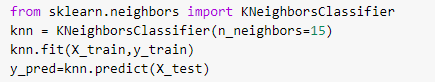 from sklearn.neighbors import KNeighborsClassifier
knn = KNeighborsClassifier(n_neighbors=15)
knn.fit(X_train,y_train)
y_pred=knn.predict(X_test)